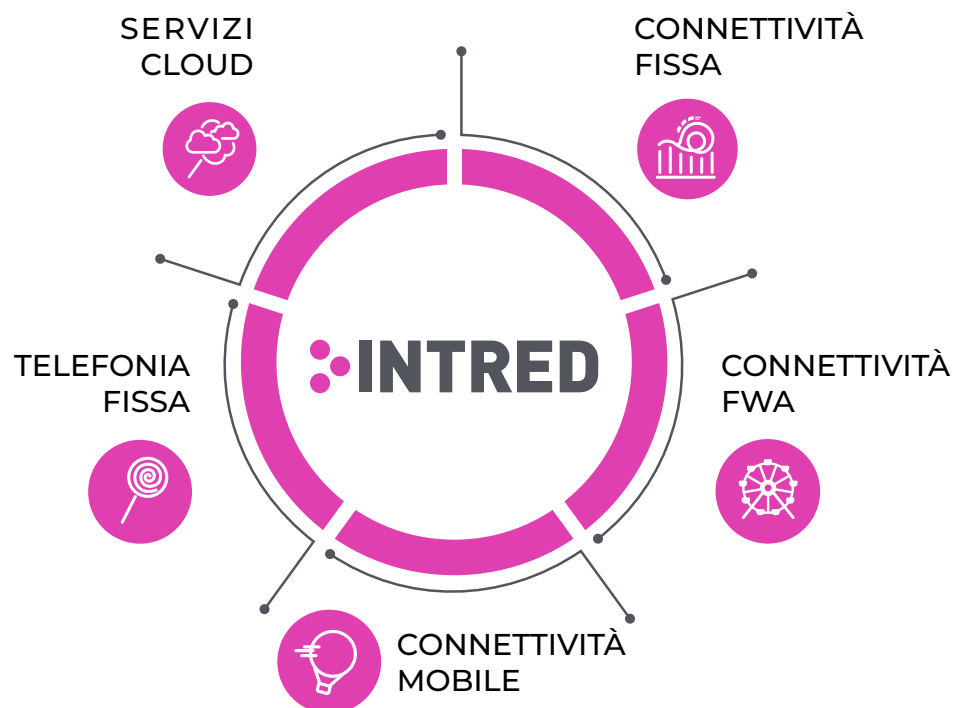 SERVIZI
CLOUD
CONNETTIVITÀ
FISSA
TELEFONIA
FISSA
INTRED
CONNETTIVITÀ
FWA
CONNETTIVITÀ
MOBILE